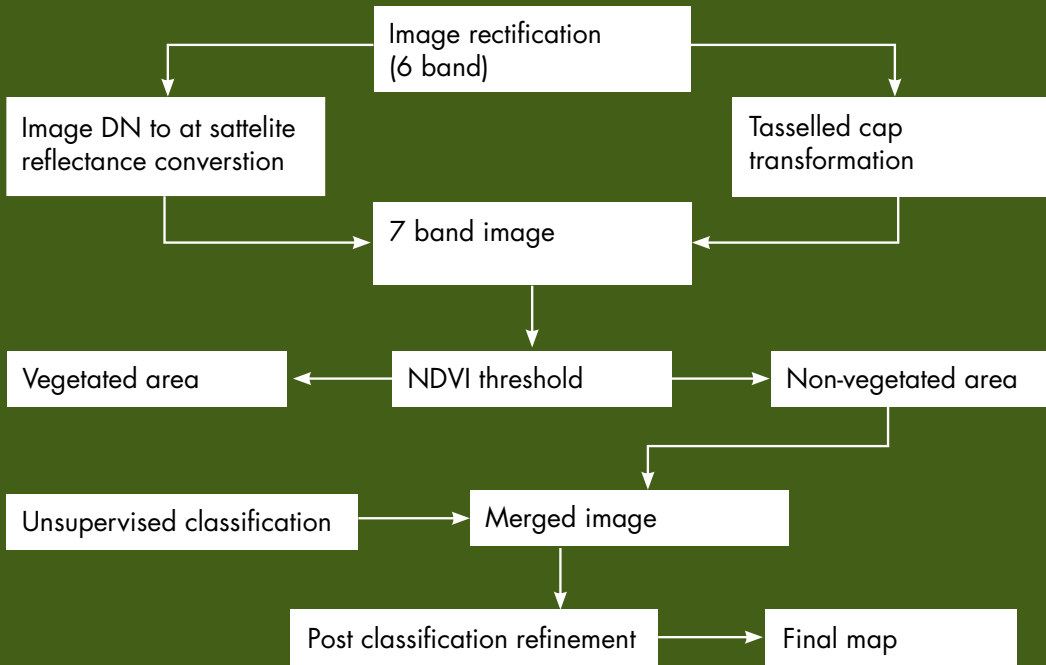 Image rectification
(6 band)
Image DN to at sattelite
reflectance converstion
Tasselled cap
transformation
7 band image
Vegetated area
NDVI threshold
Non-vegetated area
Unsupervised classification
Merged image
Post classification refinement
Final map